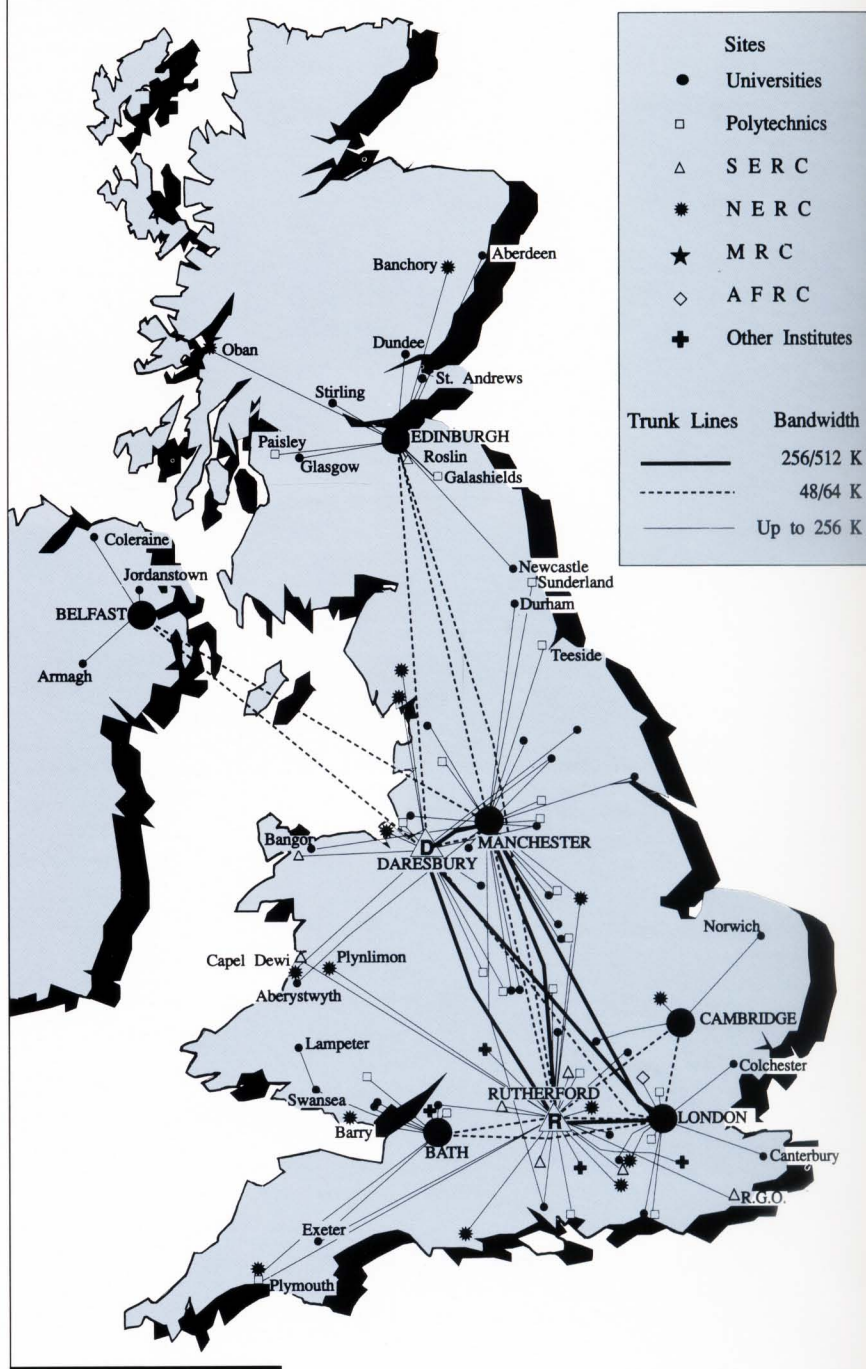 Sites
Universities
Polytechnics
S E R C
N E R C
M R C
A F R C
Other Institutes
Trunk Lines Bandwidth
256/512 K
48/64 K
Up to 256 K
Aberdeen
Banchory
Dundee
Oban
St. Andrews
Stirling
EDINBURGH
Paisley
Roslin
Glasgow
Galashields
Coleraine
Newcastle
Jordanstown
Sunderland
Durham
BELFAST
Teeside
Armagh
Bangor
D
MANCHESTER
DARESBURY
Norwich
Capel Dewi
Plynlimon
Aberystwyth
CAMBRIDGE
Lampeter
Colchester
RUTHERFORD
Swansea
R
LONDON
Barry
BATH
Canterbury
R.G.O.
Exeter
Plymouth